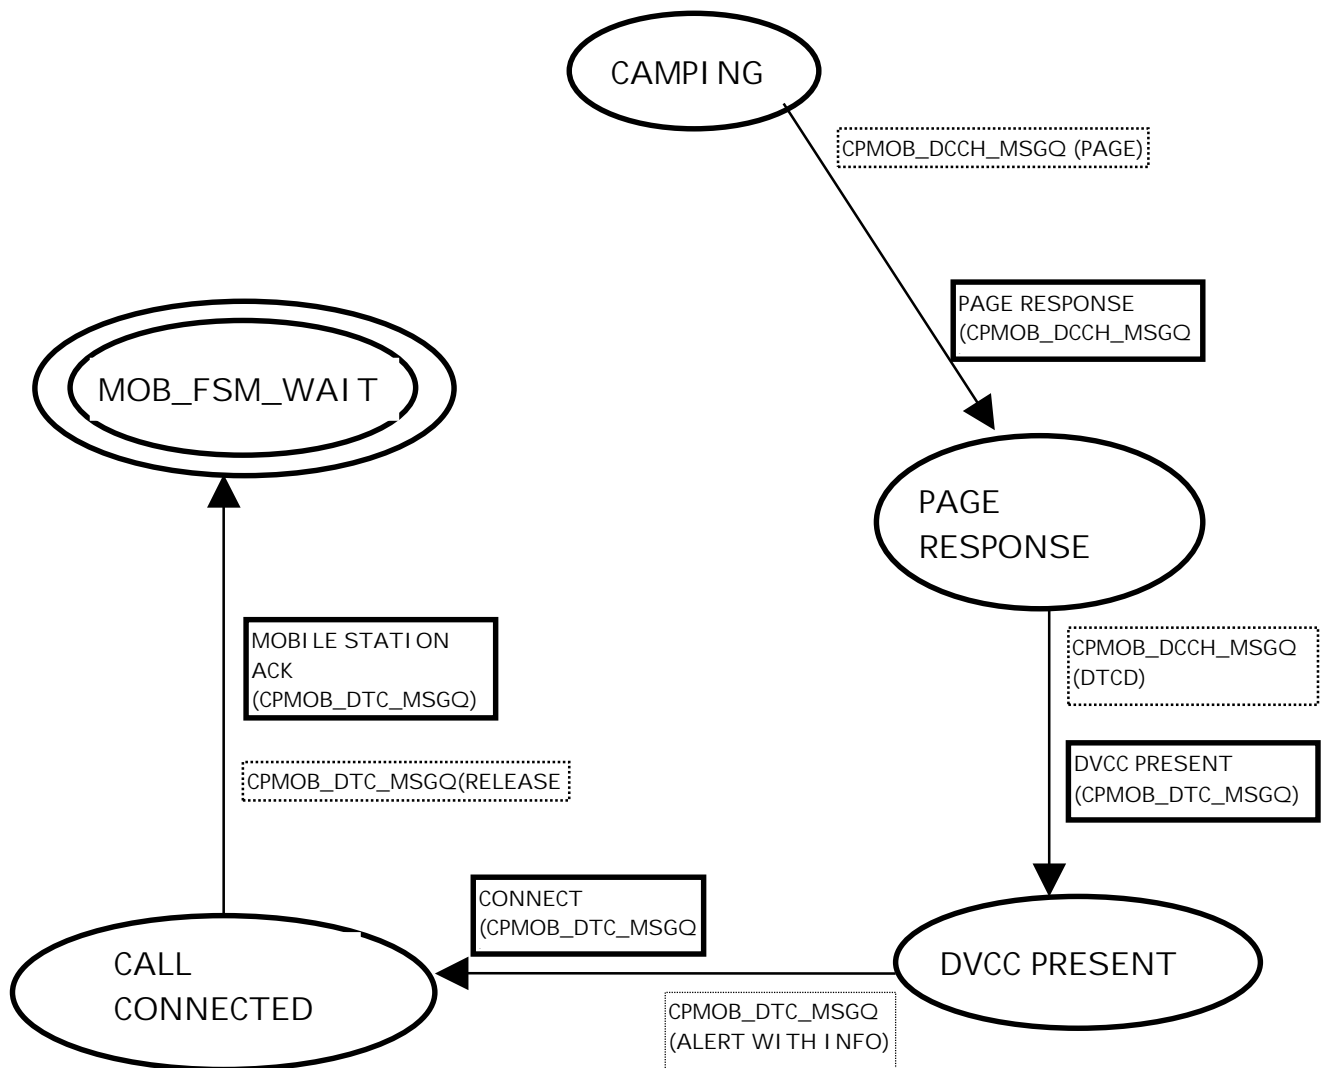 CAMPING
CPMOB_DCCH_MSGQ (PAGE)
PAGE RESPONSE
(CPMOB_DCCH_MSGQ
MOB_FSM_WAIT
PAGE
RESPONSE
MOBILE STATION
ACK
(CPMOB_DTC_MSGQ)
CPMOB_DCCH_MSGQ
(DTCD)
CPMOB_DTC_MSGQ(RELEASE
DVCC PRESENT
(CPMOB_DTC_MSGQ)
CONNECT
(CPMOB_DTC_MSGQ
CALL
CONNECTED
DVCC PRESENT
CPMOB_DTC_MSGQ
(ALERT WITH INFO)